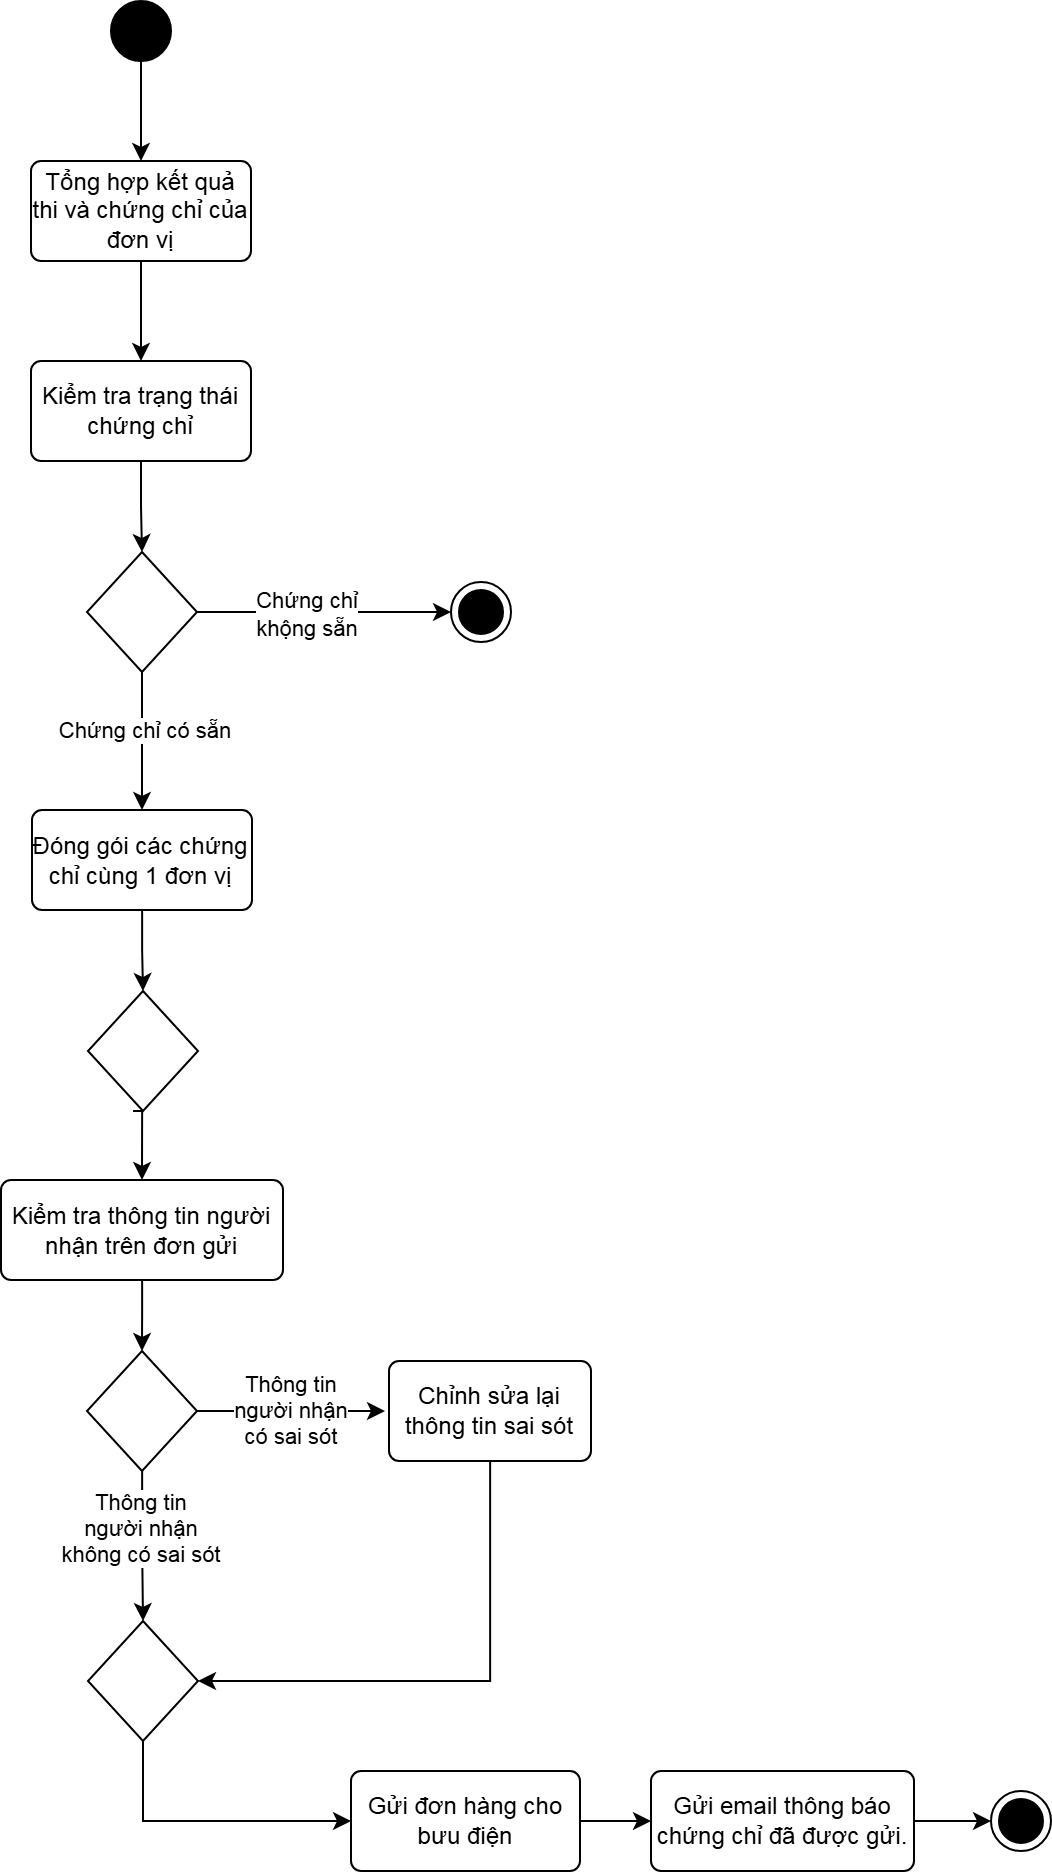 Tổng hợp kết quả
thi và chứng chỉ của
đơn vị
Kiểm tra trạng thái
chứng chỉ
Chứng chỉ
khộng sẵn
Chứng chỉ có sẵn
Đóng gói các chứng
chỉ cùng 1 đơn vị
Kiểm tra thông tin người
nhận trên đơn gửi
Thông tin
người nhận
có sai sót
Chỉnh sửa lại
thông tin sai sót
Thông tin
người nhận
không có sai sót
Gửi đơn hàng cho
bưu điện
Gửi email thông báo
chứng chỉ đã được gửi.